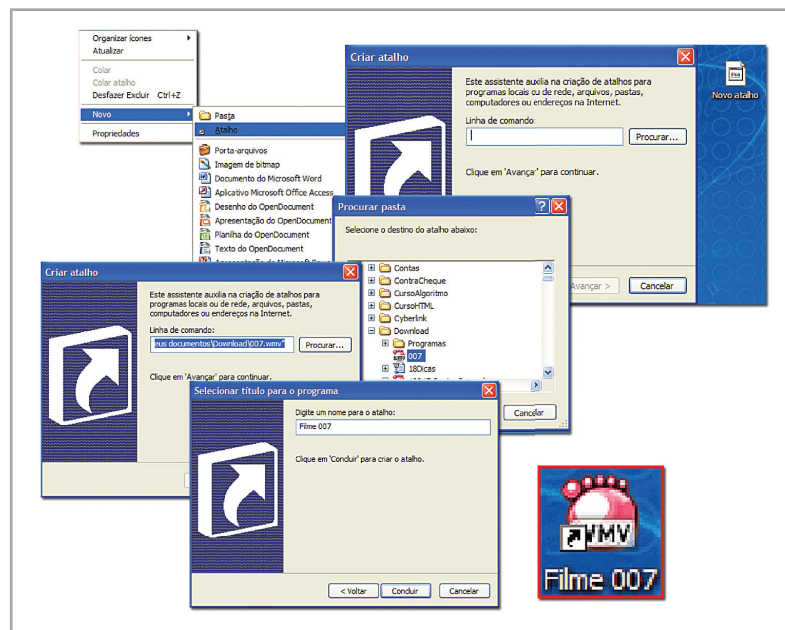 Organizar ícones
Atualizar
Colar
Colar atalho
Desfazer Excluir Ctrl+Z
Novo
Propriedades
Pasta
Atalho
Porta-arquivos
Imagem de bitmap
Documento do Microsoft Word
Aplicativo Microsoft Office Access
Desenho do OpenDocument
Apresentação do OpenDocument
Planilha do OpenDocument
Texto do OpenDocument
Criar atalho
Este assistente auxilia na criação de atalhos para
programas locais ou de rede, arquivos, pastas,
computadores ou endereços na Internet.
Linha de comando:
Procurar...
Clique em 'Avançar' para continuar.
Avançar >
Cancelar
Novo atalho
Procurar pasta
Selecione o destino do atalho abaixo:
Contas
ContraCheque
CursoAlgoritmo
CursoHTML
Cyberlink
Download
Programas
007
18Dicas
Cancelar
Criar atalho
Este assistente auxilia na criação de atalhos para
programas locais ou de rede, arquivos, pastas,
computadores ou endereços na Internet.
Linha de comando:
eus documentos\Download\007.wmv"
Procurar...
Clique em 'Avançar' para continuar.
Selecionar título para o programa
Digite um nome para o atalho:
Filme 007
Clique em 'Concluir' para criar o atalho.
< Voltar
Concluir
Cancelar
WMV
Filme 007